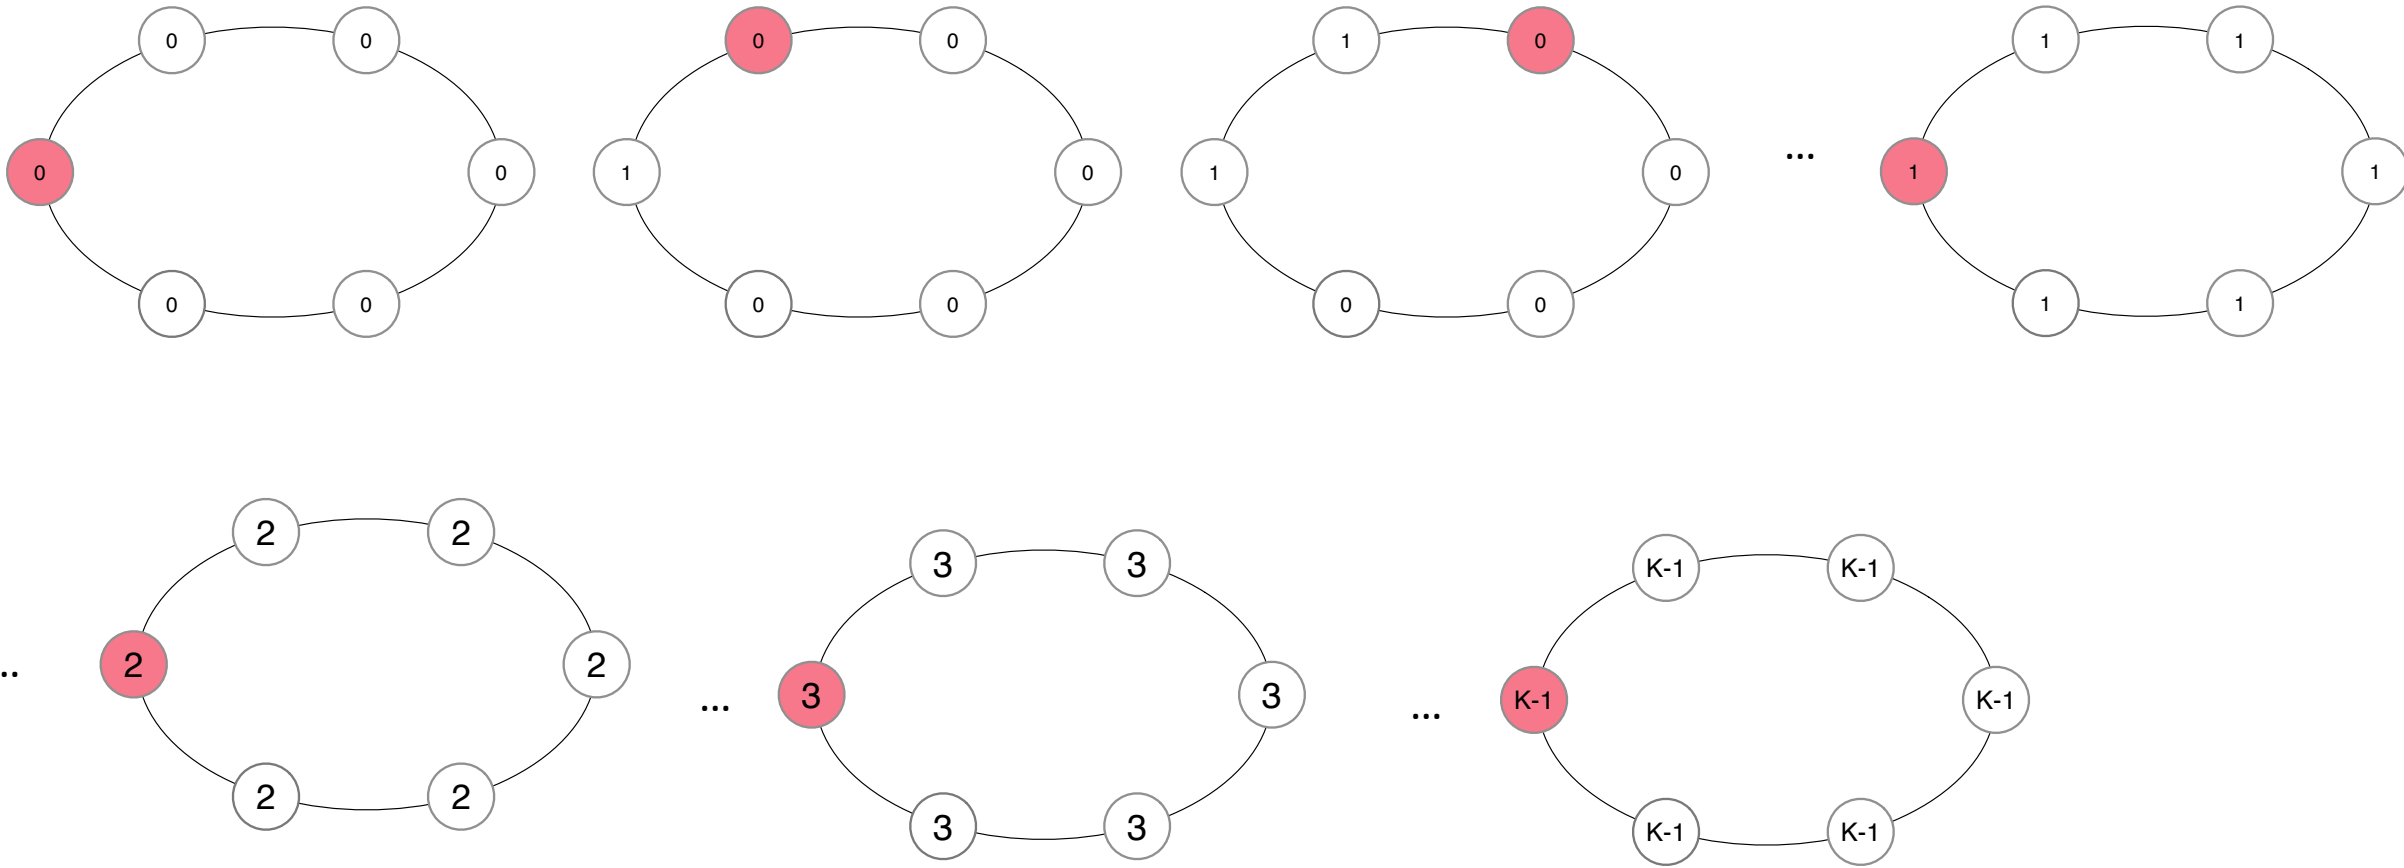 0 0 0 0 1 0 1 1
0 0 1 0 1 0 ... 1 1
0 0 0 0 0 0 1 1
2 2
3 3 K-1 K-1
.. 2 2
... 3 3 ... K-1 K-1
2 2
3 3 K-1 K-1